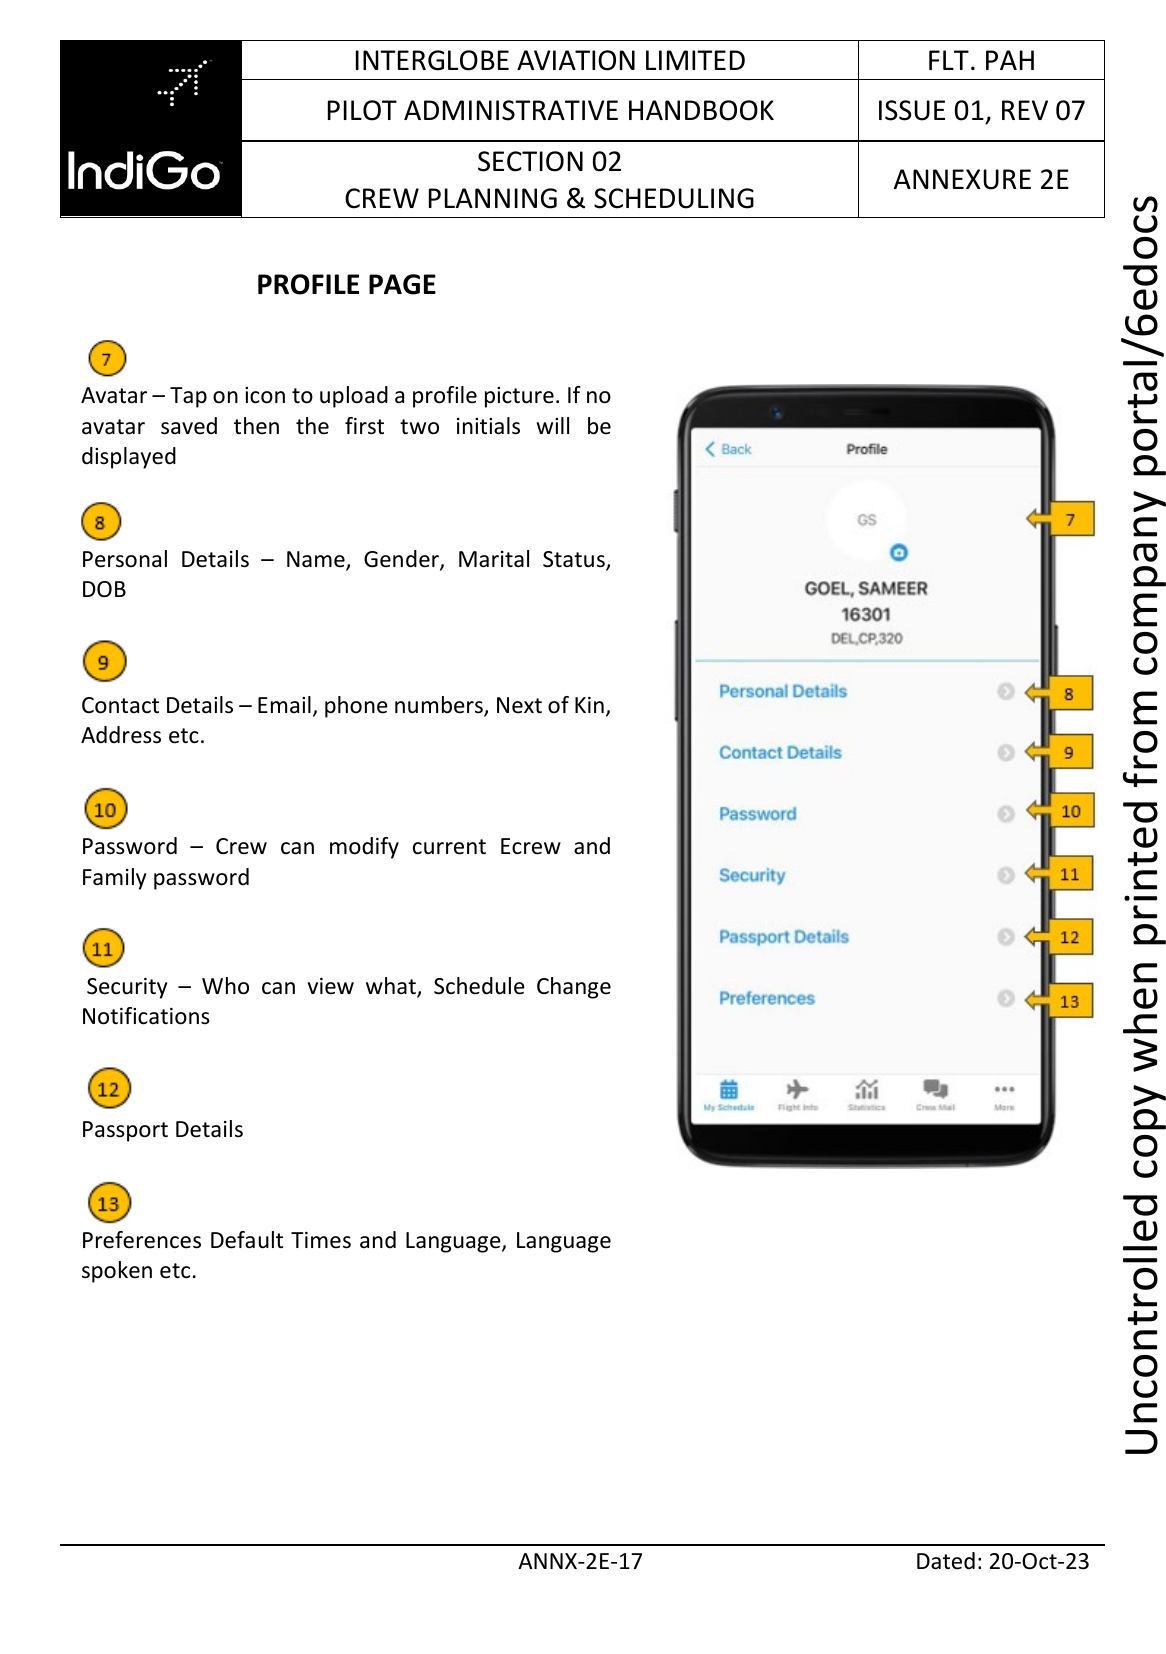 INTERGLOBE AVIATION LIMITED
FLT. PAH
PILOT ADMINISTRATIVE HANDBOOK
ISSUE 01, REV 07
IndiGo
SECTION 02
CREW PLANNING & SCHEDULING
ANNEXURE 2E
PROFILE PAGE
7
Avatar – Tap on icon to upload a profile picture. If no
avatar saved then the first two initials will be
displayed
8
Personal Details – Name, Gender, Marital Status,
DOB
9
Contact Details – Email, phone numbers, Next of Kin,
Address etc.
10
Password – Crew can modify current Ecrew and
Family password
11
Security – Who can view what, Schedule Change
Notifications
12
Passport Details
13
Preferences Default Times and Language, Language
spoken etc.
Back
Profile
GS
7
GOEL, SAMEER
16301
DEL,CP,320
Personal Details
8
Contact Details
9
Password
10
Security
11
Passport Details
12
Preferences
13
My Schedule
Flight Info
Statistics
Crew Mail
More
Uncontrolled copy when printed from company portal/6edocs
ANNX-2E-17
Dated: 20-Oct-23